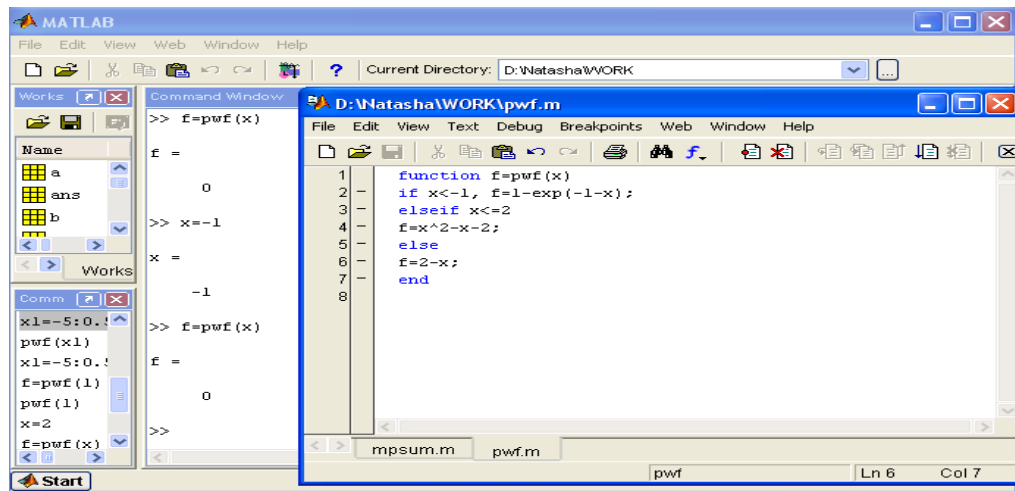 MATLAB
File Edit View Web Window Help
? Current Directory: D:\Natasha\WORK ...
Works
Name
a
ans
b
Works
Comm
x1=-5:0.
pwf(x1)
x1=-5:0.
f=pwf(1)
pwf(1)
x=2
f=pwf(x)
Start
Command Window
>> f=pwf(x)
f =
0
>> x=-1
x =
-1
>> f=pwf(x)
f =
0
>>
D:\Natasha\WORK\pwf.m
File Edit View Text Debug Breakpoints Web Window Help
1 function f=pwf(x)
2 – if x<-1, f=1-exp(-1-x);
3 – elseif x<=2
4 – f=x^2-x-2;
5 – else
6 – f=2-x;
7 – end
8
mpsum.m pwf.m
pwf Ln 6 Col 7